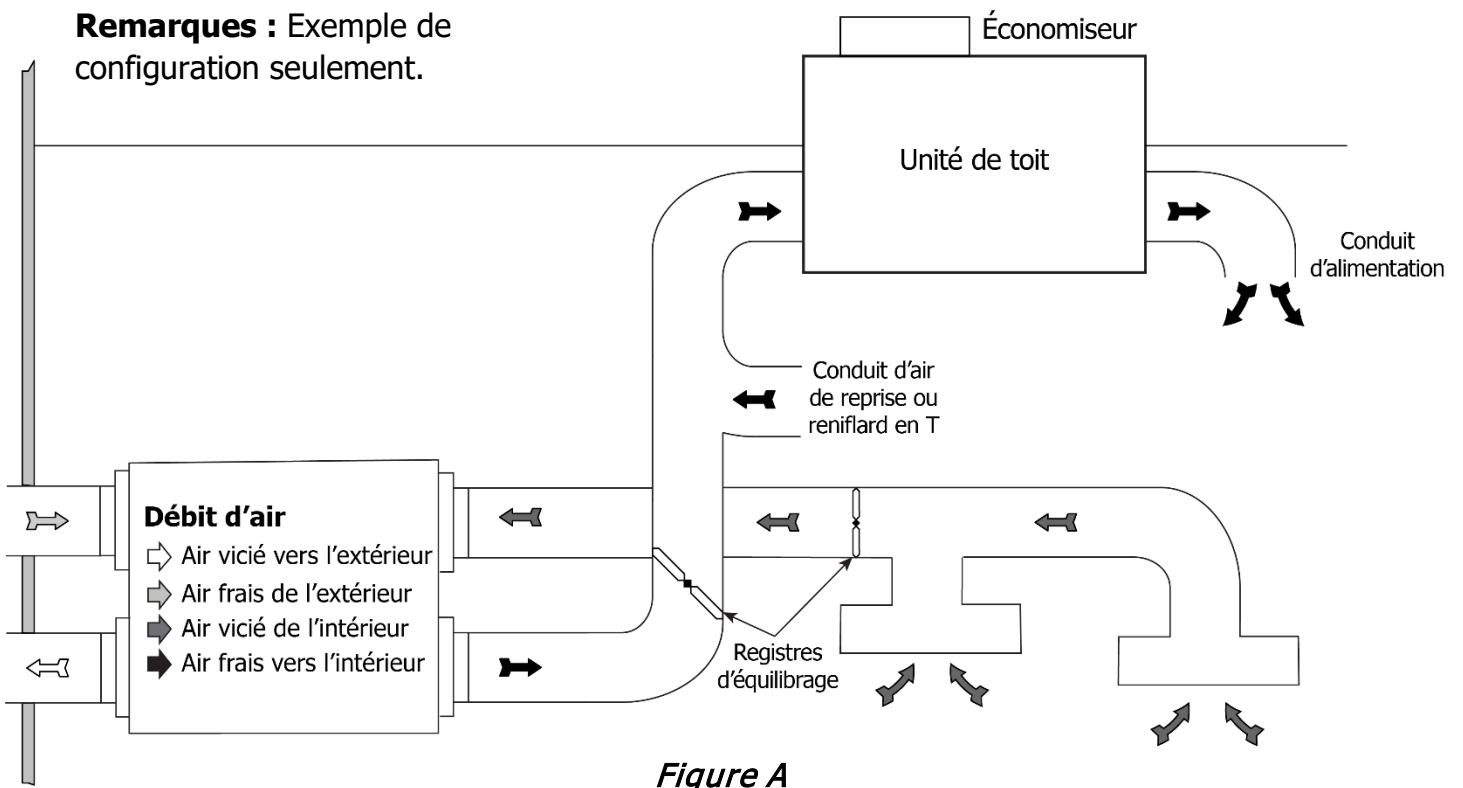 Remarques : Exemple de
configuration seulement.
Économiseur
Unité de toit
Conduit
d'alimentation
Conduit d'air
de reprise ou
reniflard en T
Débit d'air
Air vicié vers l'extérieur
Air frais de l'extérieur
Air vicié de l'intérieur
Air frais vers l'intérieur
Registres
d'équilibrage
Figure A